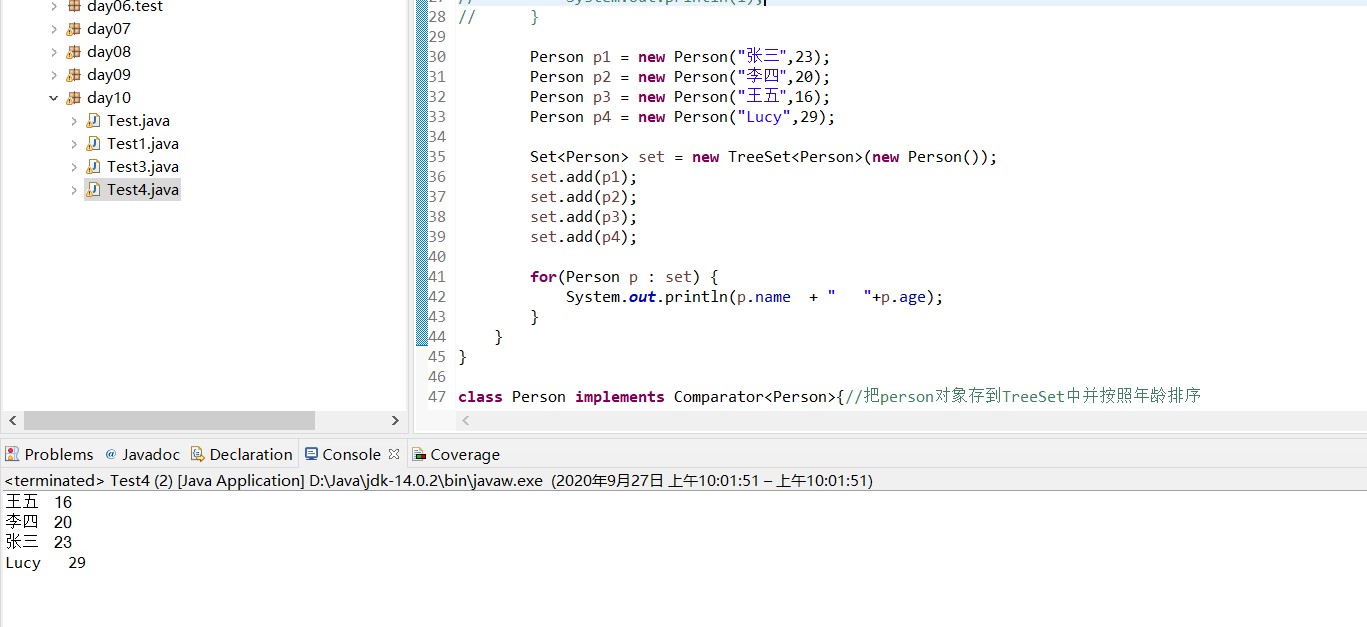 day06.test
day07
day08
day09
day10
Test.java
Test1.java
Test3.java
Test4.java
28 // }
29
30 Person p1 = new Person("张三",23);
31 Person p2 = new Person("李四",20);
32 Person p3 = new Person("王五",16);
33 Person p4 = new Person("Lucy",29);
34
35 Set<Person> set = new TreeSet<Person>(new Person());
36 set.add(p1);
37 set.add(p2);
38 set.add(p3);
39 set.add(p4);
40
41 for(Person p : set) {
42 System.out.println(p.name + "   "+p.age);
43 }
44 }
45 }
46
47 class Person implements Comparator<Person>{//把person对象存到TreeSet中并按照年龄排序
Problems @ Javadoc Declaration Console Coverage
<terminated> Test4 (2) [Java Application] D:\Java\jdk-14.0.2\bin\javaw.exe (2020年9月27日 上午10:01:51 – 上午10:01:51)
王五 16
李四 20
张三 23
Lucy 29